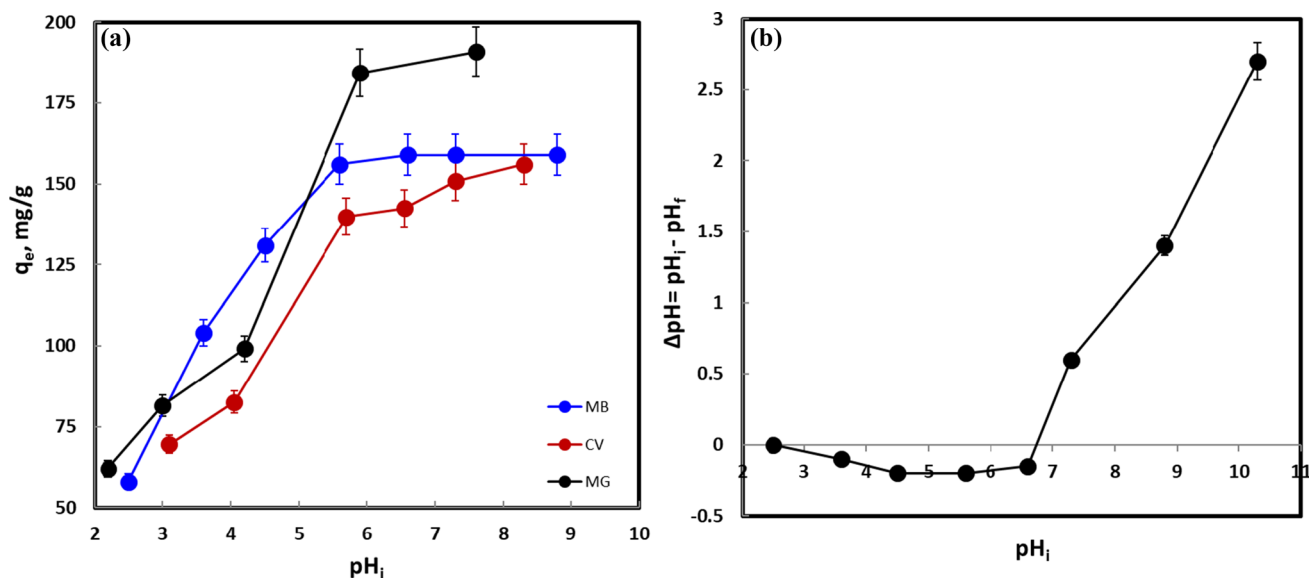 (a)
200
175
150
125
100
75
50
qe, mg/g
2 3 4 5 6 7 8 9 10
pHi
MB
CV
MG
(b)
3
2.5
2
1.5
1
0.5
0
-0.5
ΔpH= pHi - pHf
2 3 4 5 6 7 8 9 10 11
pHi